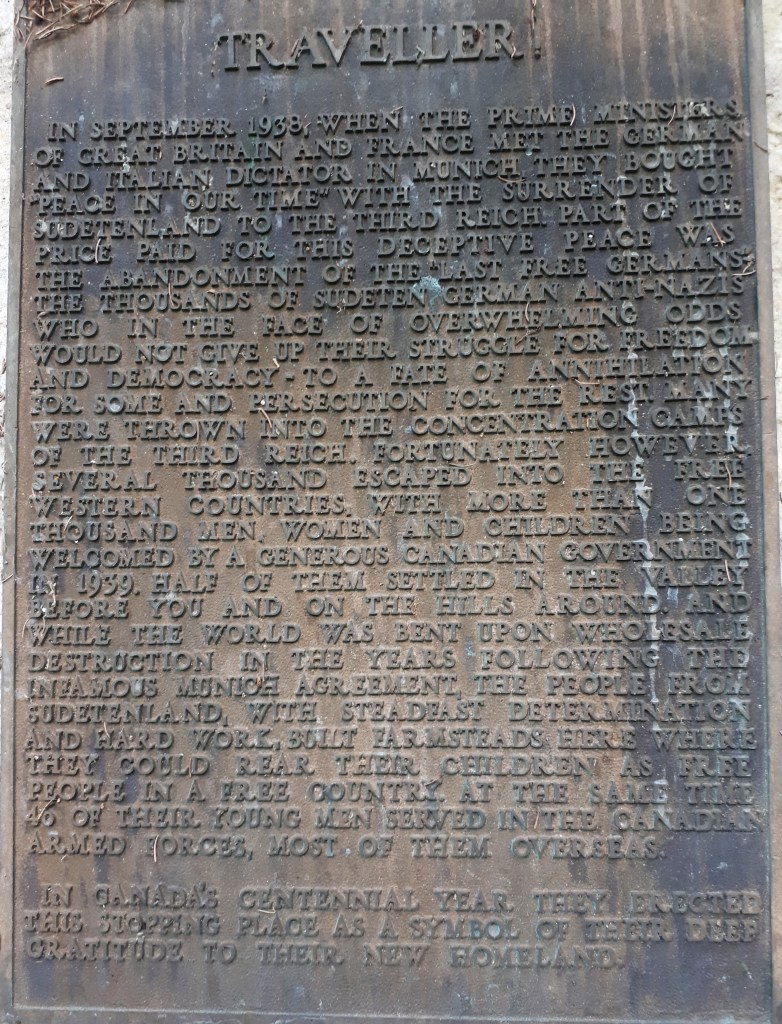 TRAVELLER.
IN SEPTEMBER 1938, WHEN THE PRIME MINISTERS
OF GREAT BRITAIN AND FRANCE MET THE GERMAN
AND ITALIAN DICTATOR IN MUNICH THEY BOUGHT
"PEACE IN OUR TIME" WITH THE SURRENDER OF
SUDETENLAND TO THE THIRD REICH. PART OF THE
PRICE PAID FOR THIS DECEPTIVE PEACE WAS
THE ABANDONMENT OF THE "LAST FREE GERMANS",
THE THOUSANDS OF SUDETEN GERMAN ANTI-NAZIS
WHO IN THE FACE OF OVERWHELMING ODDS
WOULD NOT GIVE UP THEIR STRUGGLE FOR FREEDOM
AND DEMOCRACY - TO A FATE OF ANNIHILATION
FOR SOME AND PERSECUTION FOR THE REST. MANY
WERE THROWN INTO THE CONCENTRATION CAMPS
OF THE THIRD REICH. FORTUNATELY HOWEVER,
SEVERAL THOUSAND ESCAPED INTO THE FREE
WESTERN COUNTRIES, WITH MORE THAN ONE
THOUSAND MEN, WOMEN AND CHILDREN BEING
WELCOMED BY A GENEROUS CANADIAN GOVERNMENT
IN 1939. HALF OF THEM SETTLED IN THE VALLEY
BEFORE YOU AND ON THE HILLS AROUND. AND
WHILE THE WORLD WAS BENT UPON WHOLESALE
DESTRUCTION IN THE YEARS FOLLOWING THE
INFAMOUS MUNICH AGREEMENT, THE PEOPLE FROM
SUDETENLAND, WITH STEADFAST DETERMINATION
AND HARD WORK, BUILT FARMSTEADS HERE WHERE
THEY COULD REAR THEIR CHILDREN AS FREE
PEOPLE IN A FREE COUNTRY. AT THE SAME TIME
46 OF THEIR YOUNG MEN SERVED IN THE CANADIAN
ARMED FORCES, MOST OF THEM OVERSEAS.
IN CANADA'S CENTENNIAL YEAR THEY ERECTED
THIS STOPPING PLACE AS A SYMBOL OF THEIR DEEP
GRATITUDE TO THEIR NEW HOMELAND.